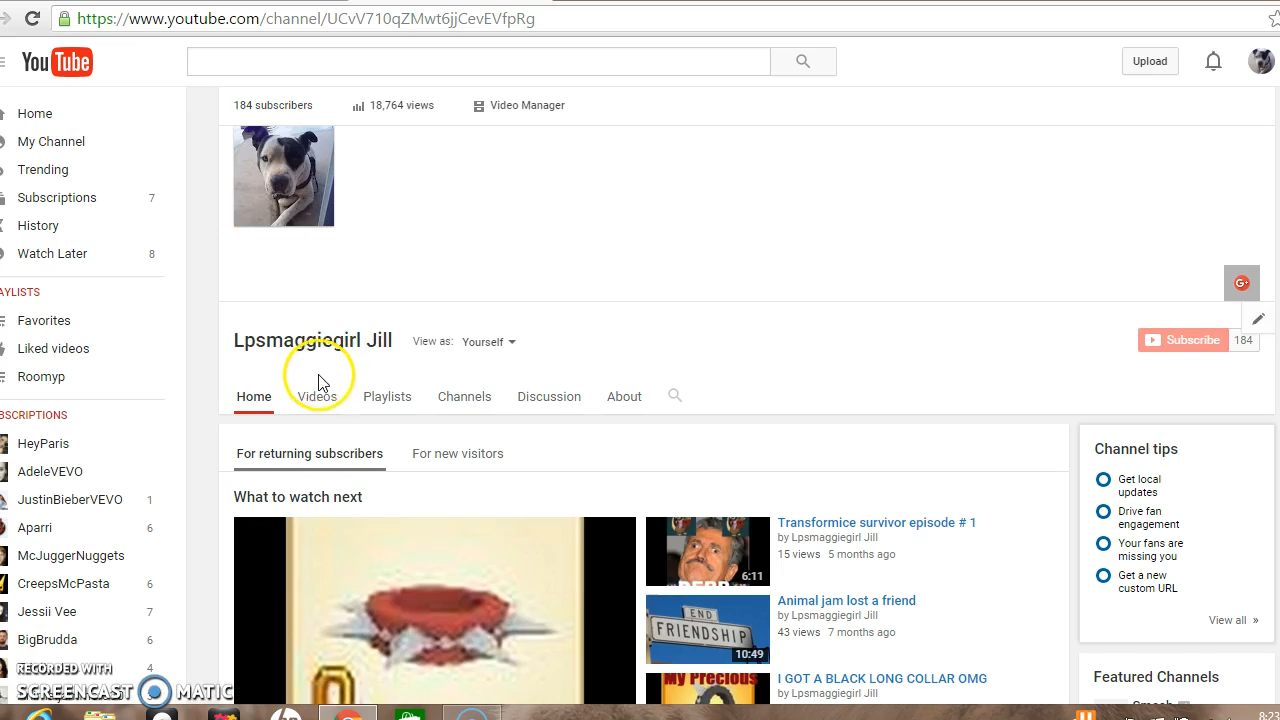 https://www.youtube.com/channel/UCvV710qZMwt6jjCevEVfpRg
YouTube
Upload
184 subscribers
18,764 views
Video Manager
Home
My Channel
Trending
Subscriptions 7
History
Watch Later 8
AYLISTS
Favorites
Liked videos
Roomyp
BSCRIPTIONS
HeyParis
AdeleVEVO
JustinBieberVEVO 1
Aparri 6
McJuggerNuggets
CreepsMcPasta 6
Jessii Vee 7
BigBrudda 6
4
RECORDED WITH
SCREENCAST MATIC
G+
Lpsmaggiegirl Jill
View as: Yourself
Subscribe 184
Home Videos Playlists Channels Discussion About
For returning subscribers For new visitors
What to watch next
0
6:11
Transformice survivor episode # 1
by Lpsmaggiegirl Jill
15 views 5 months ago
END
FRIENDSHIP
10:49
Animal jam lost a friend
by Lpsmaggiegirl Jill
43 views 7 months ago
My Precious
I GOT A BLACK LONG COLLAR OMG
by Lpsmaggiegirl Jill
Channel tips
Get local
updates
Drive fan
engagement
Your fans are
missing you
Get a new
custom URL
View all »
Featured Channels